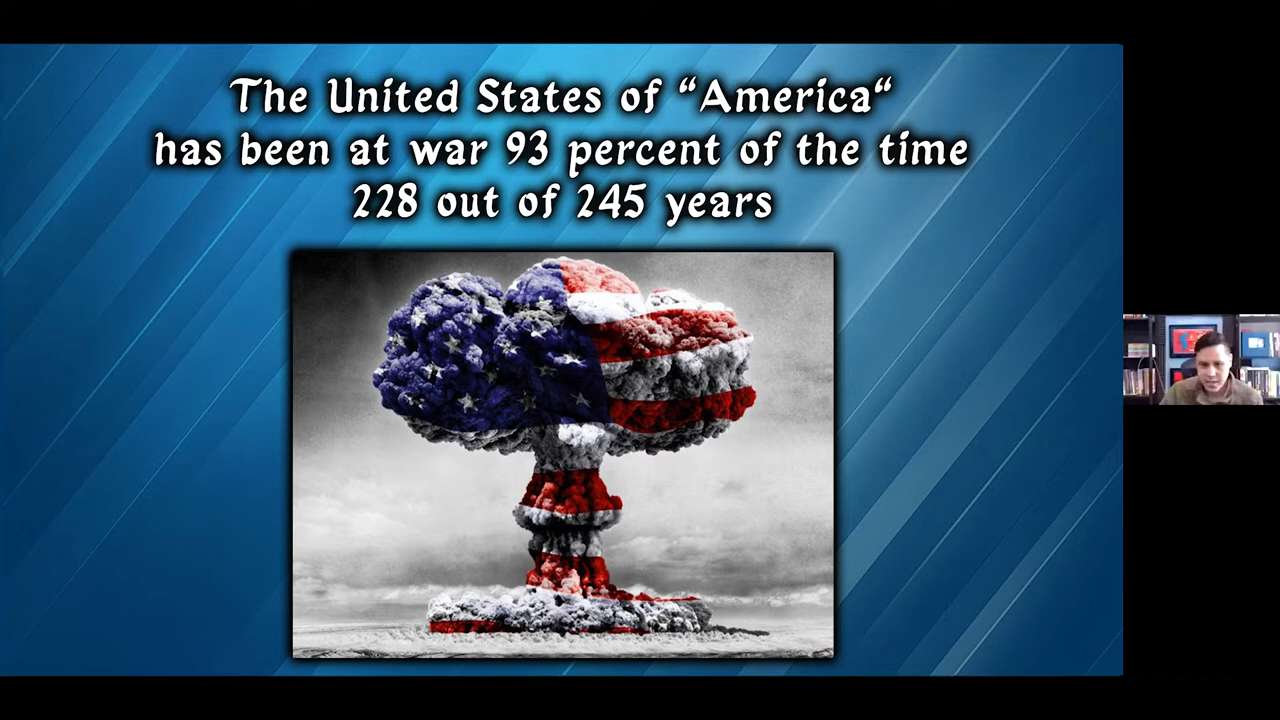 The United States of “America“
has been at war 93 percent of the time
228 out of 245 years